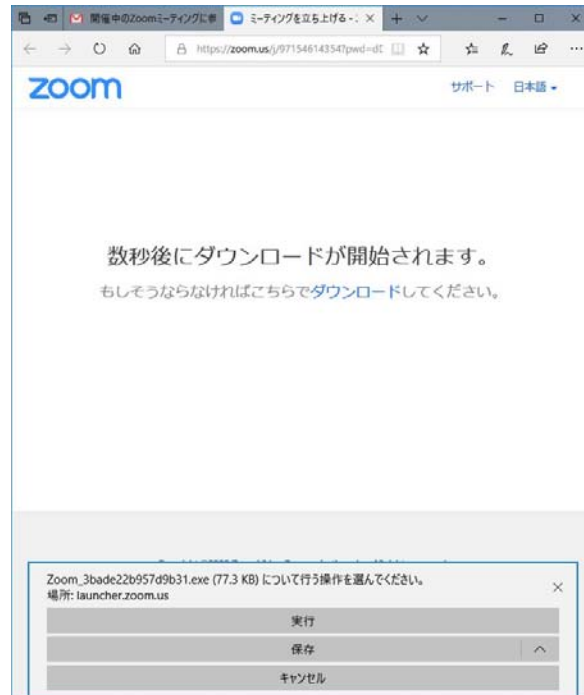 開催中のZoomミーティングに参
ミーティングを立ち上げる - :
https://zoom.us/j/97154614354?pwd=dI
zoom
サポート
日本語
数秒後にダウンロードが開始されます。
もしそうならなければこちらでダウンロードしてください。
Zoom_3bade22b957d9b31.exe (77.3 KB) について行う操作を選んでください。
場所: launcher.zoom.us
実行
保存
キャンセル